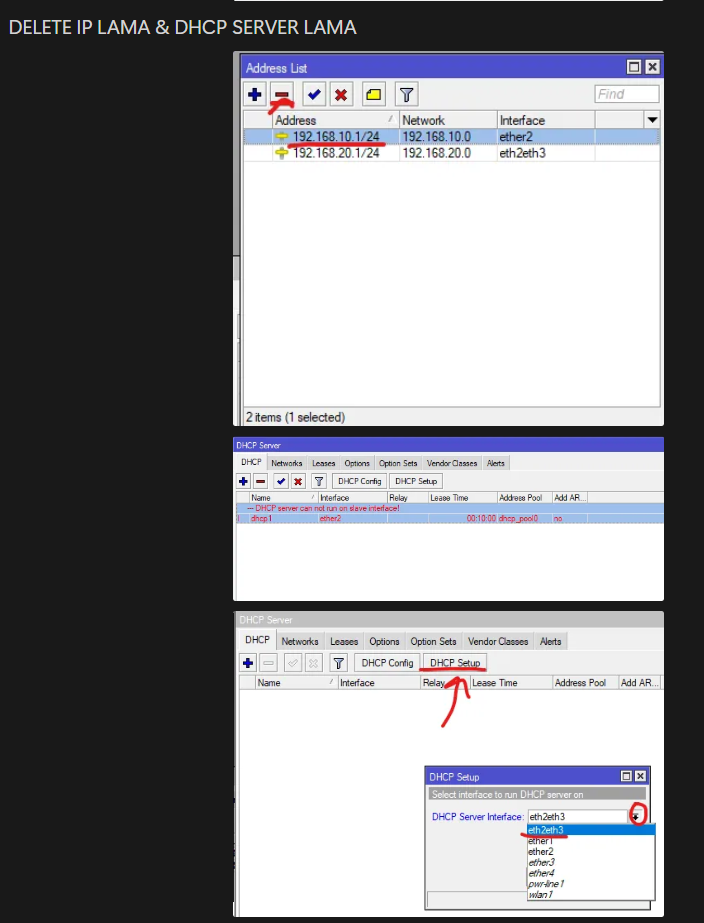 DELETE IP LAMA & DHCP SERVER LAMA
Address List
Find
Address Network Interface
192.168.10.1/24 192.168.10.0 ether2
192.168.20.1/24 192.168.20.0 eth2eth3
2 items (1 selected)
DHCP Server
DHCP Networks Leases Options Option Sets Vendor Classes Alerts
DHCP Config DHCP Setup
Name Interface Relay Lease Time Address Pool Add AR...
--- DHCP server can not run on slave interface!
I dhcp1 ether2 00:10:00 dhcp_pool0 no
DHCP Server
DHCP Networks Leases Options Option Sets Vendor Classes Alerts
DHCP Config DHCP Setup
Name Interface Relay Lease Time Address Pool Add AR...
DHCP Setup
Select interface to run DHCP server on
DHCP Server Interface: eth2eth3
eth2eth3
ether1
ether2
ether3
ether4
pwr-line1
wlan1